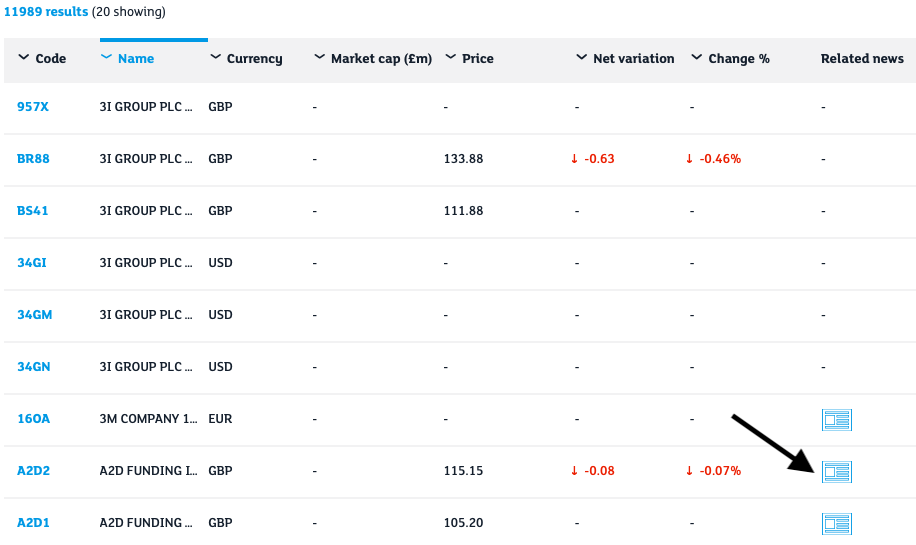 11989 results (20 showing)
Code Name Currency Market cap (£m) Price Net variation Change % Related news
957X 3I GROUP PLC ... GBP - - - - -
BR88 3I GROUP PLC ... GBP - 133.88 ↓ -0.63 ↓ -0.46% -
BS41 3I GROUP PLC ... GBP - 111.88 - - -
34GI 3I GROUP PLC ... USD - - - - -
34GM 3I GROUP PLC ... USD - - - - -
34GN 3I GROUP PLC ... USD - - - - -
16OA 3M COMPANY 1... EUR - - - -
A2D2 A2D FUNDING I... GBP - 115.15 ↓ -0.08 ↓ -0.07%
A2D1 A2D FUNDING ... GBP - 105.20 - -